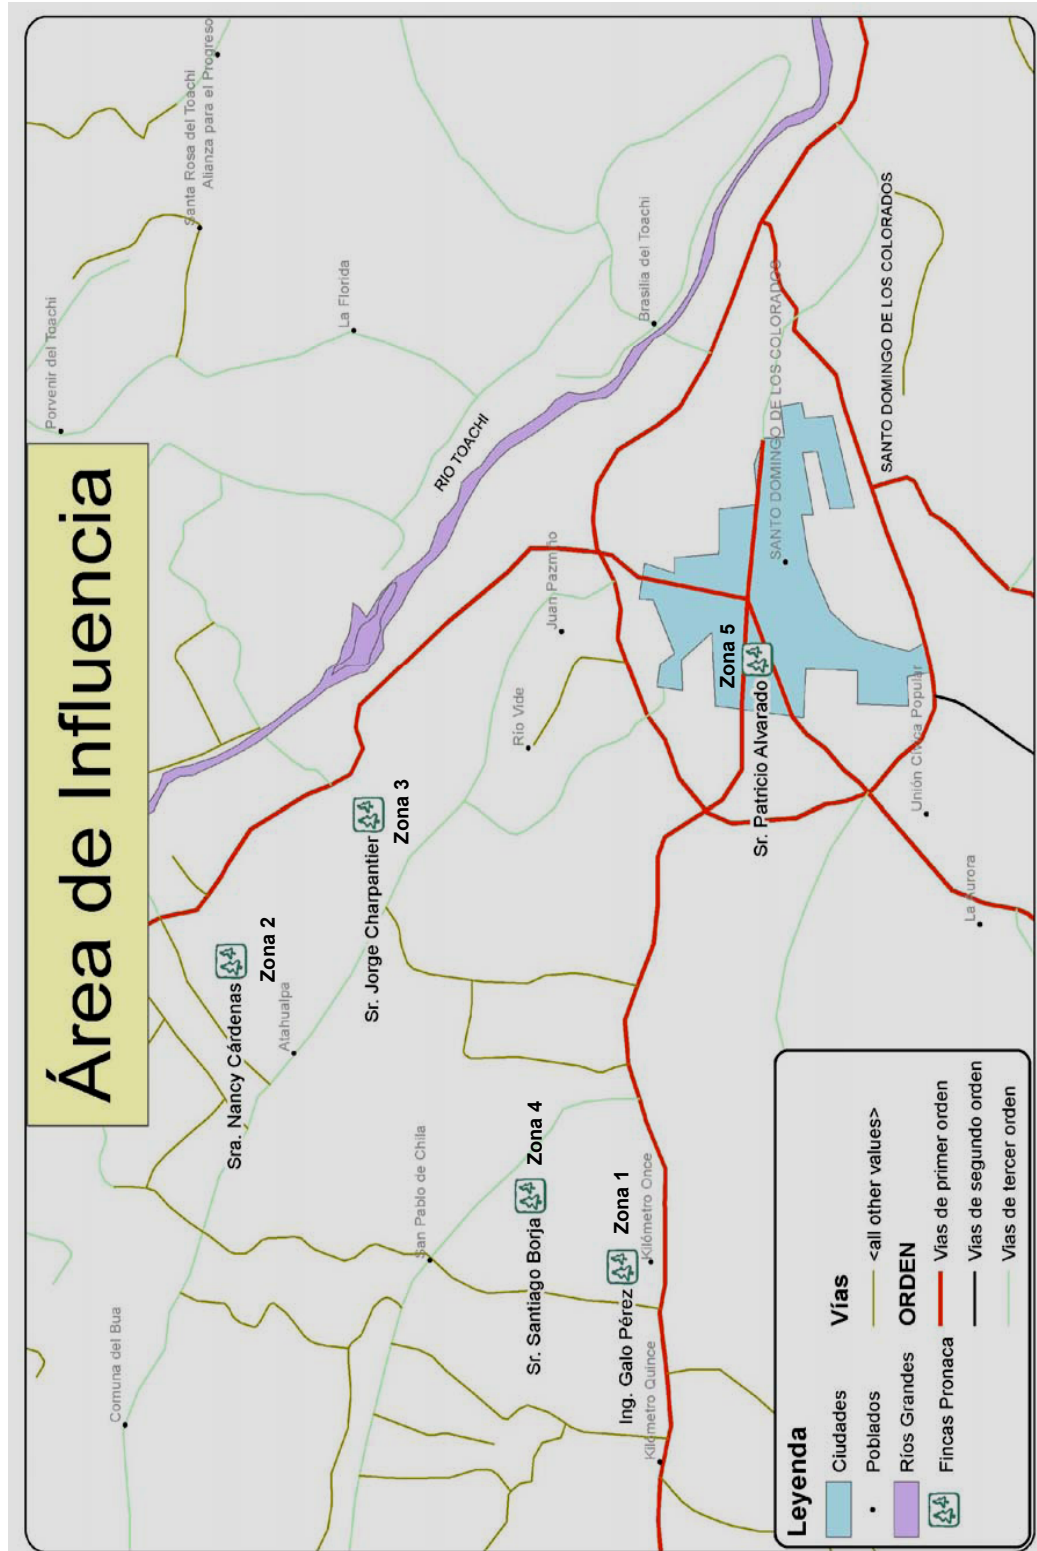 Área de Influencia
Porvenir del Toachi
Santa Rosa del Toachi
Alianza para el Progreso
La Florida
RIO TOACHI
Brasilia del Toachi
SANTO DOMINGO DE LOS COLORADOS
SANTO DOMINGO DE LOS COLORADOS
Juan Pazmiño
Río Vide
Zona 5
Sr. Patricio Alvarado
Unión Cívica Popular
La Aurora
Zona 3
Sr. Jorge Charpantier
Zona 2
Sra. Nancy Cárdenas
Atahualpa
San Pablo de Chila
Zona 4
Sr. Santiago Borja
Zona 1
Ing. Galo Pérez
Kilómetro Once
Kilómetro Quince
Comuna del Bua
Leyenda
Ciudades
Poblados
Ríos Grandes
Fincas Pronaca
Vías
<all other values>
ORDEN
Vias de primer orden
Vias de segundo orden
Vias de tercer orden